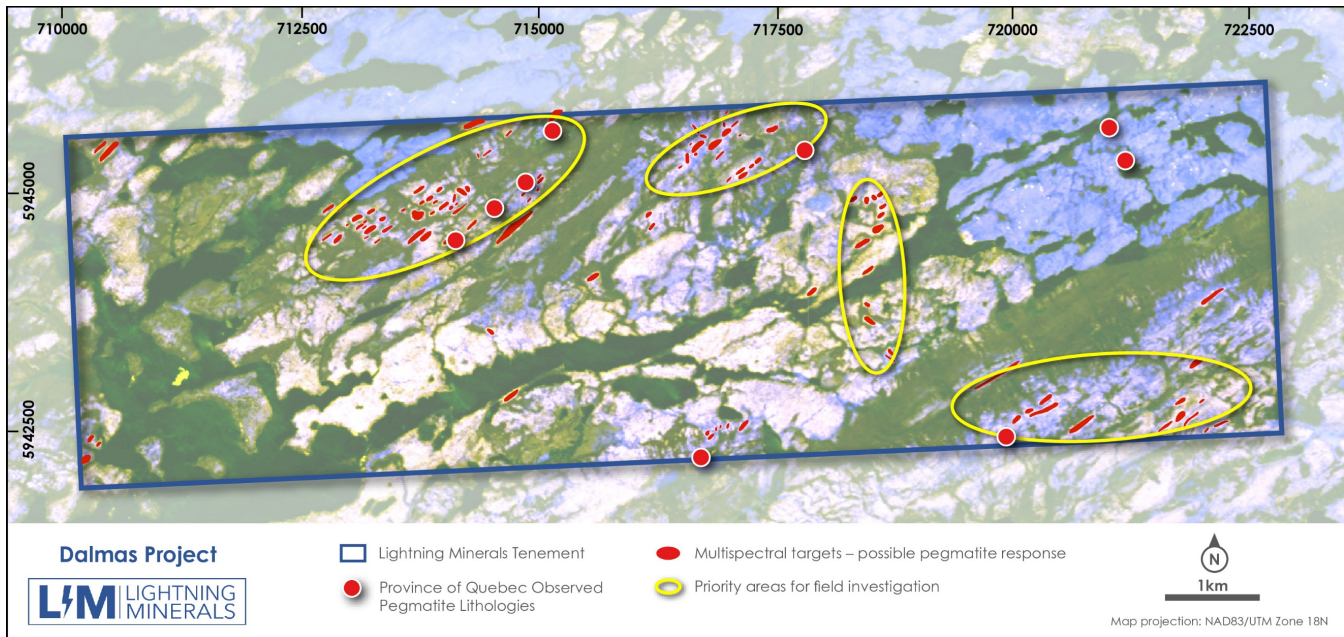 710000 712500 715000 717500 720000 722500
5945000
5942500
Dalmas Project
LIM LIGHTNING
MINERALS
Lightning Minerals Tenement
Province of Quebec Observed
Pegmatite Lithologies
Multispectral targets – possible pegmatite response
Priority areas for field investigation
N
1km
Map projection: NAD83/UTM Zone 18N